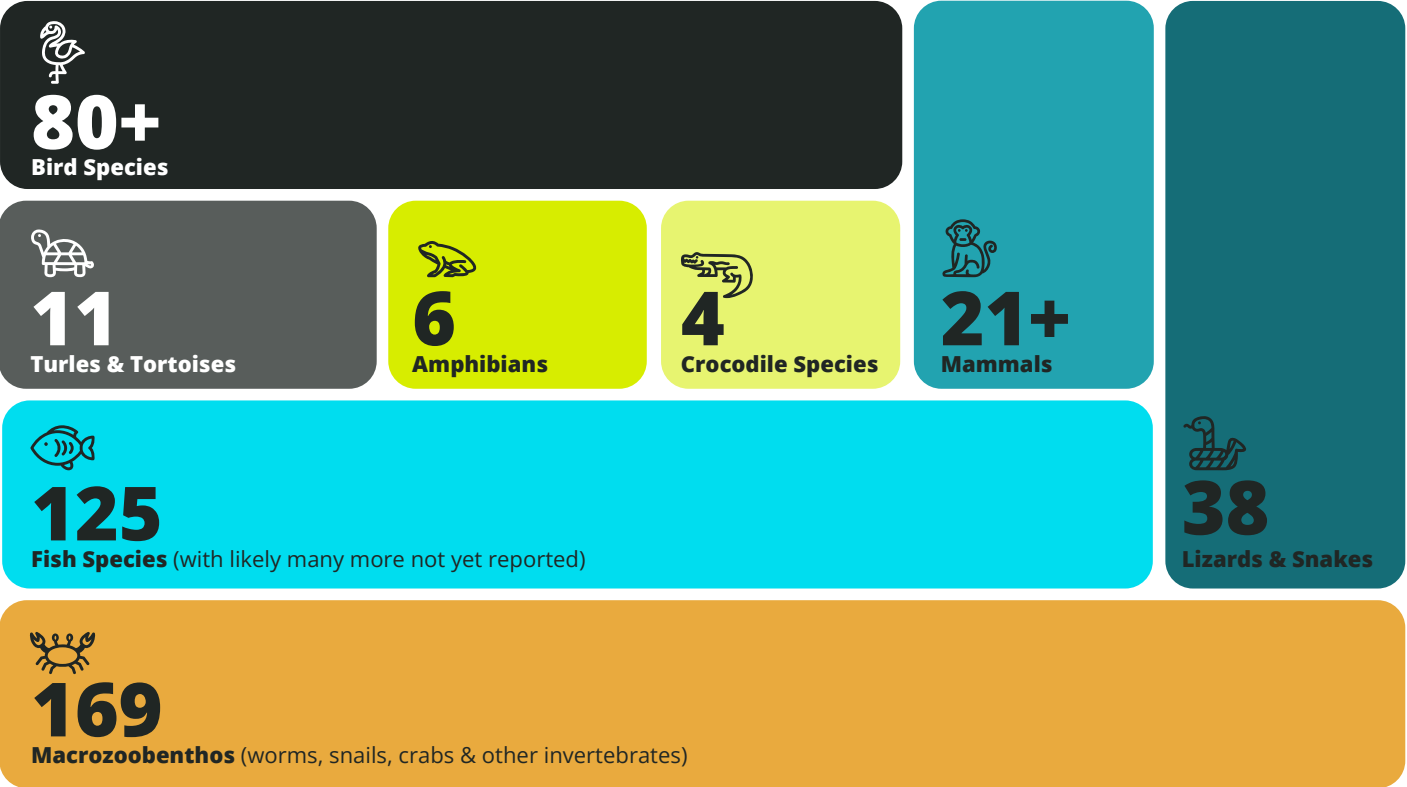 80+
Bird Species
11
Turles & Tortoises
6
Amphibians
4
Crocodile Species
21+
Mammals
125
Fish Species (with likely many more not yet reported)
38
Lizards & Snakes
169
Macrozoobenthos (worms, snails, crabs & other invertebrates)